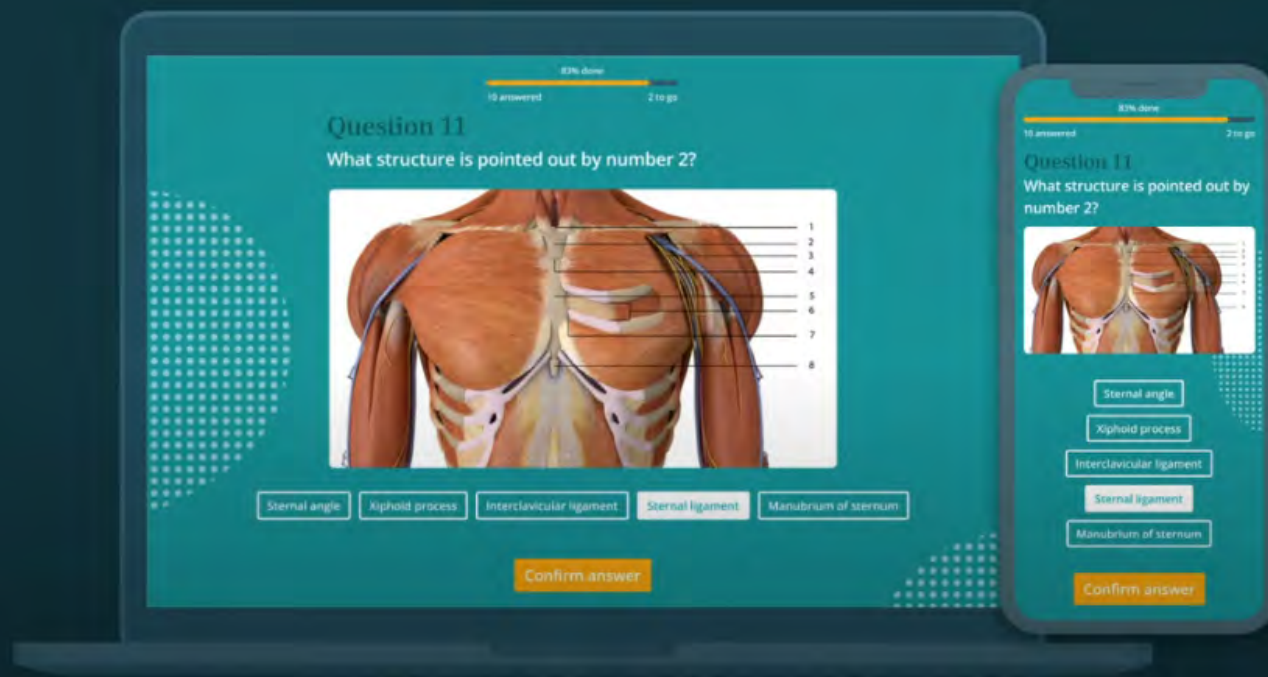 83% done
10 answered 2 to go
Question 11
What structure is pointed out by number 2?
1
2
3
4
5
6
7
8
Sternal angle Xiphoid process Interclavicular ligament Sternal ligament Manubrium of sternum
Confirm answer
83% done
10 answered 2 to go
Question 11
What structure is pointed out by
number 2?
Sternal angle
Xiphoid process
Interclavicular ligament
Sternal ligament
Manubrium of sternum
Confirm answer